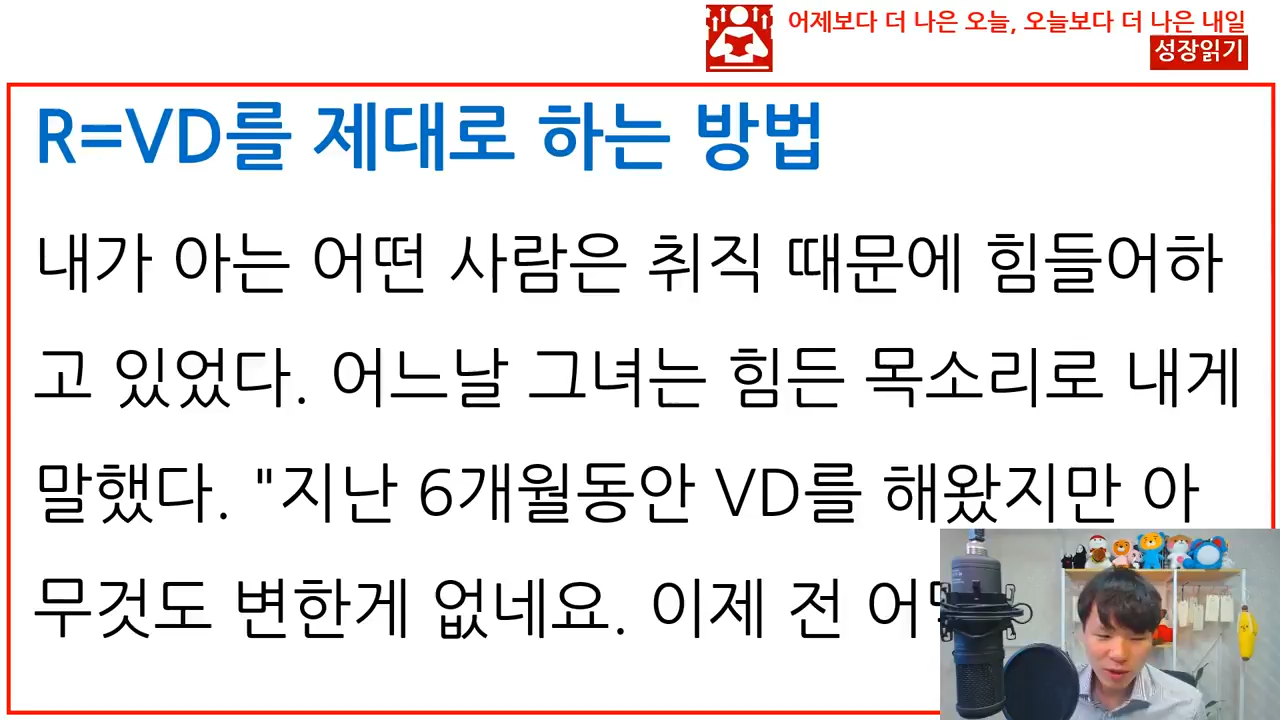 어제보다 더 나은 오늘, 오늘보다 더 나은 내일
성장읽기
R=VD를 제대로 하는 방법
내가 아는 어떤 사람은 취직 때문에 힘들어하
고 있었다. 어느날 그녀는 힘든 목소리로 내게
말했다. "지난 6개월동안 VD를 해왔지만 아
무것도 변한게 없네요. 이제 전